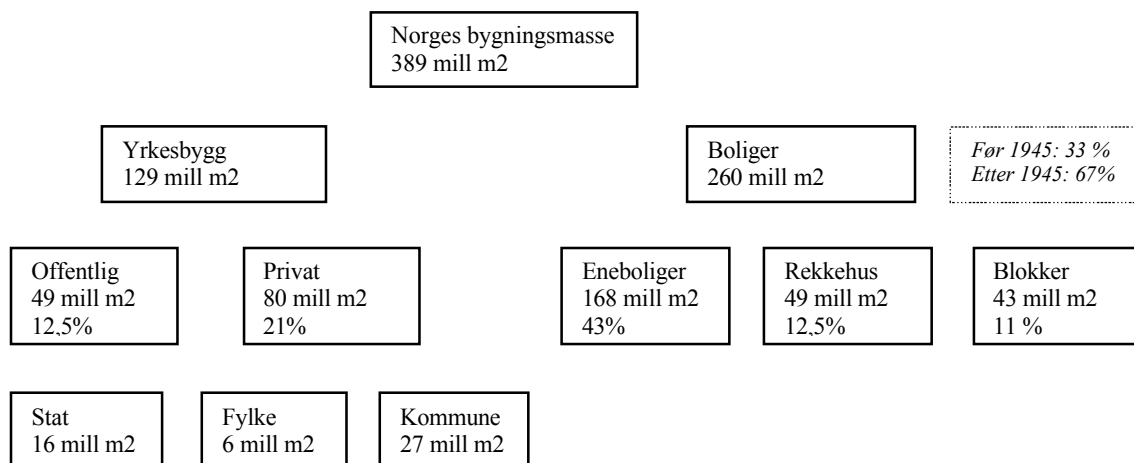 Norges bygningsmasse
389 mill m2
Yrkesbygg
129 mill m2
Boliger
260 mill m2
Før 1945: 33 %
Etter 1945: 67%
Offentlig
49 mill m2
12,5%
Privat
80 mill m2
21%
Eneboliger
168 mill m2
43%
Rekkehus
49 mill m2
12,5%
Blokker
43 mill m2
11 %
Stat
16 mill m2
Fylke
6 mill m2
Kommune
27 mill m2